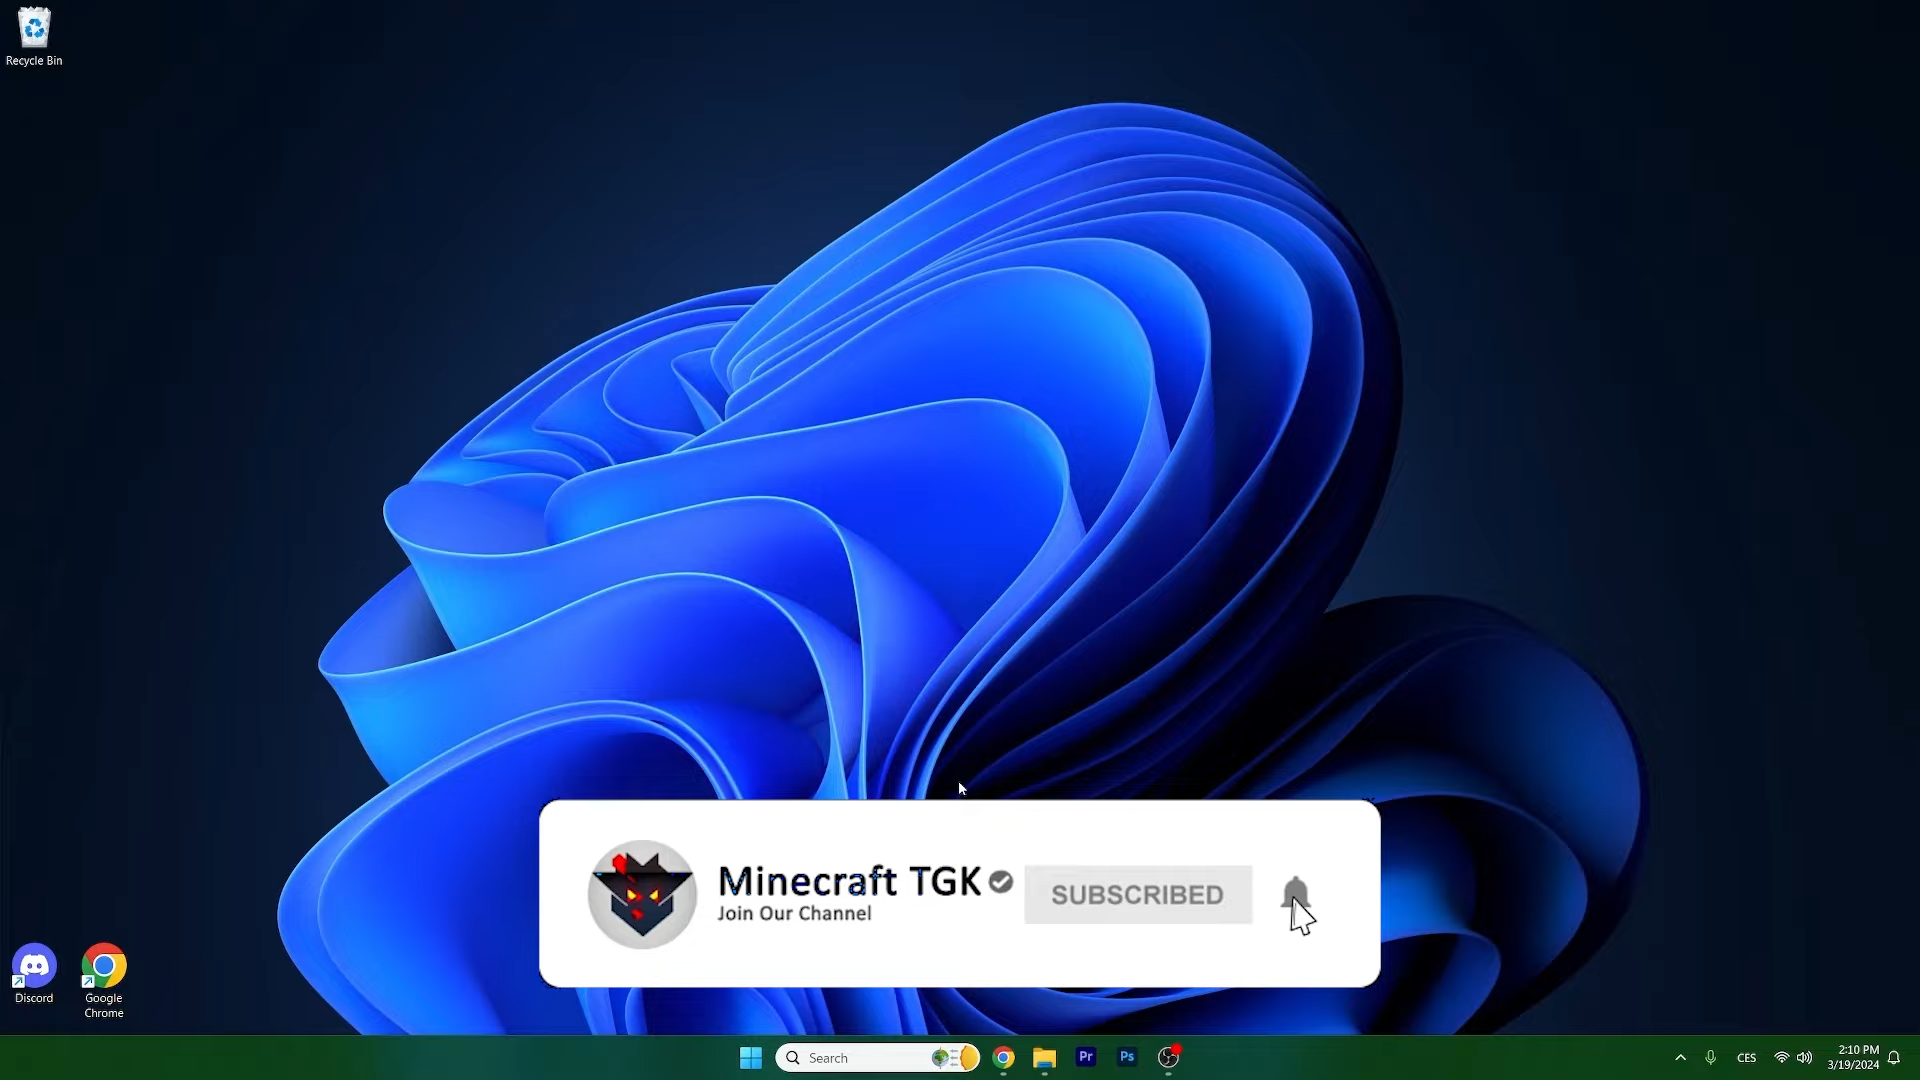 Recycle Bin
Minecraft TGK
Join Our Channel
SUBSCRIBED
Discord
Google
Chrome
Search
Pr
Ps
CES
2:10 PM
3/19/2024